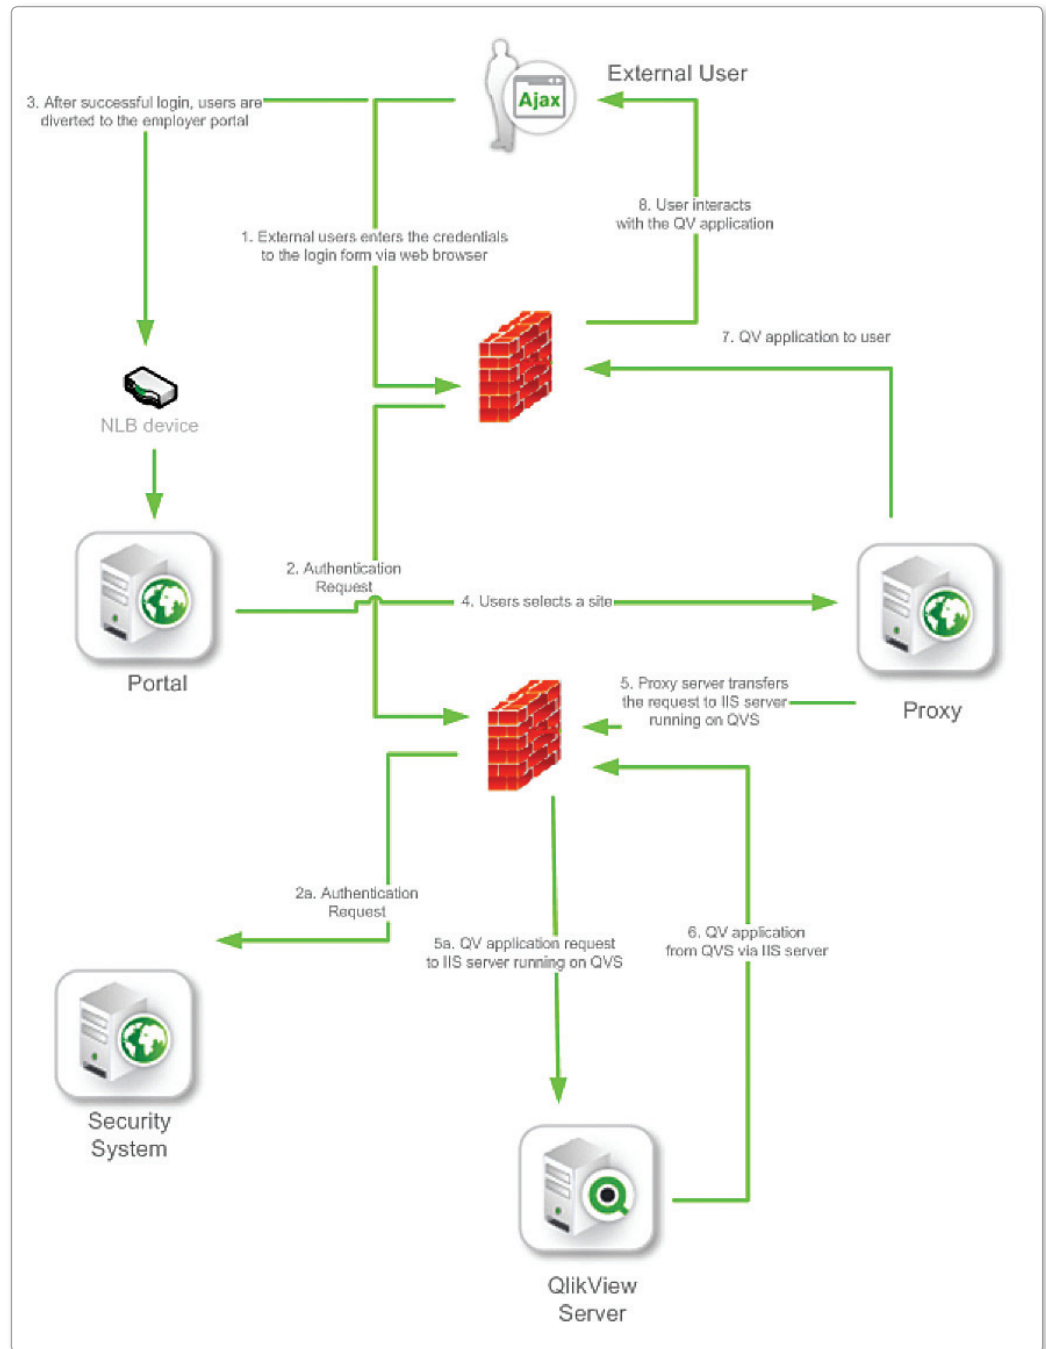 External User
Ajax
3. After successful login, users are
diverted to the employer portal
8. User interacts
with the QV application
1. External users enters the credentials
to the login form via web browser
7. QV application to user
NLB device
2. Authentication
Request
4. Users selects a site
Portal
5. Proxy server transfers
the request to IIS server
running on QVS
Proxy
2a. Authentication
Request
5a. QV application request
to IIS server running on QVS
6. QV application
from QVS via IIS server
Security
System
QlikView
Server